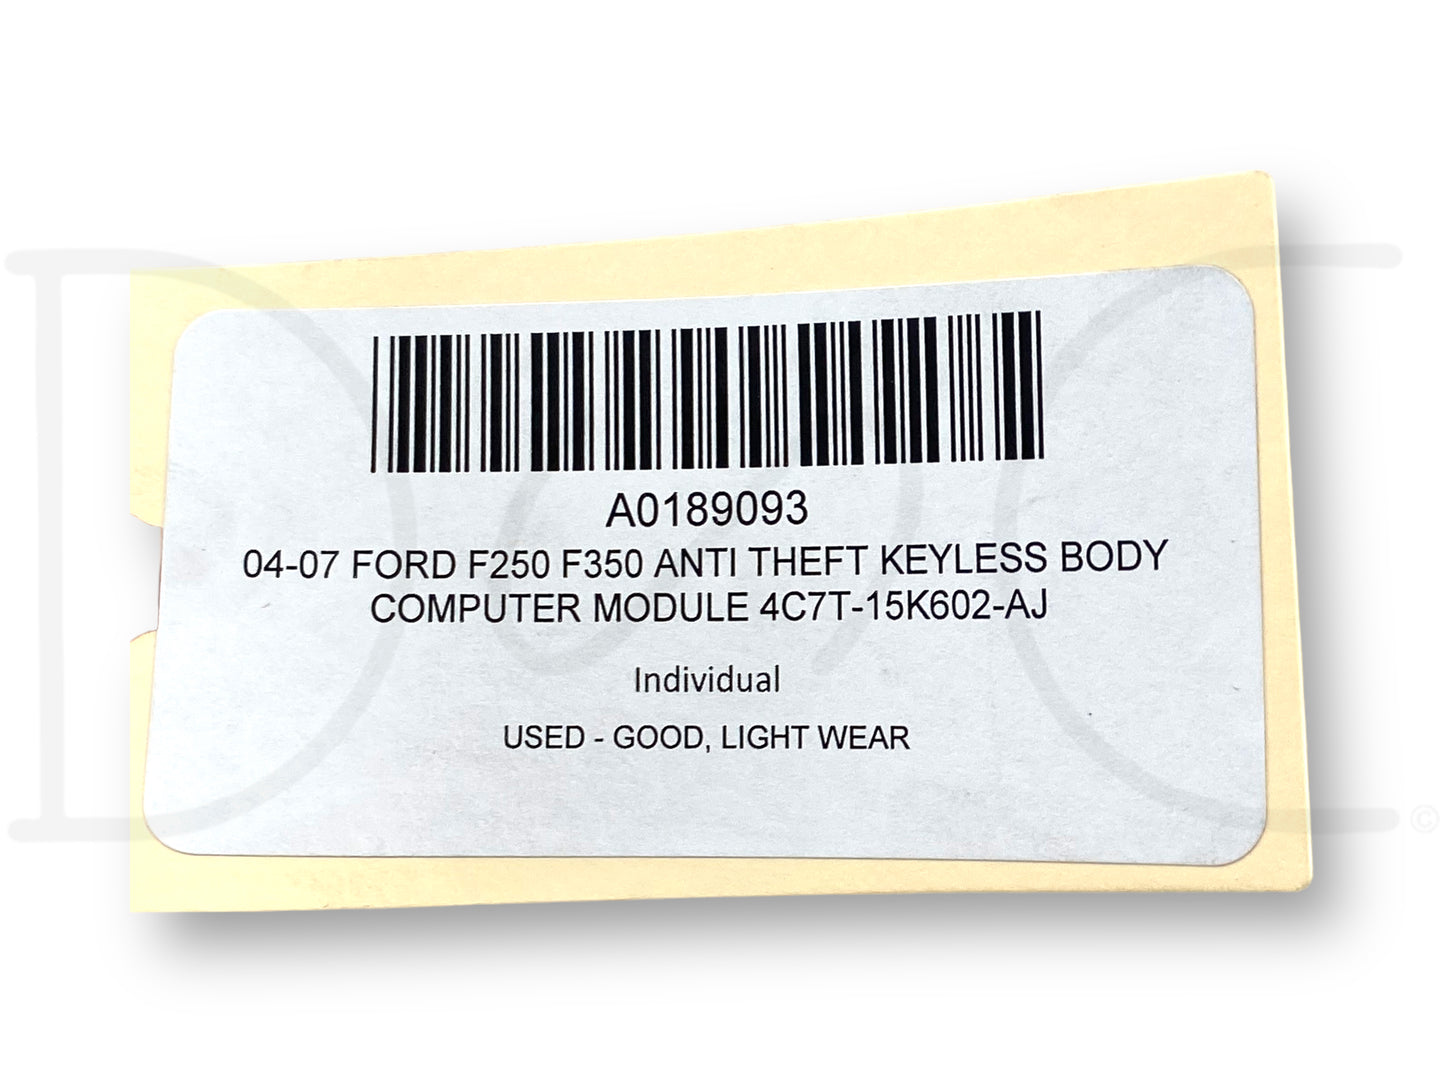 A0189093
04-07 FORD F250 F350 ANTI THEFT KEYLESS BODY
COMPUTER MODULE 4C7T-15K602-AJ
Individual
USED - GOOD, LIGHT WEAR